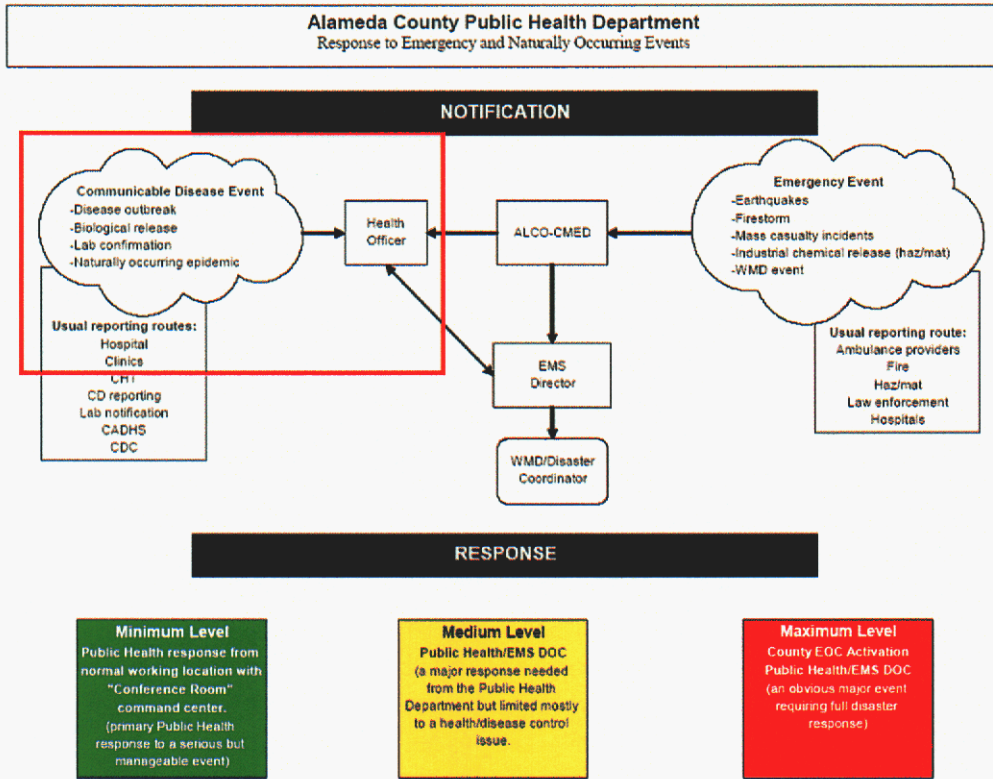 Alameda County Public Health Department
Response to Emergency and Naturally Occurring Events
NOTIFICATION
Communicable Disease Event
-Disease outbreak
-Biological release
-Lab confirmation
-Naturally occurring epidemic
Usual reporting routes:
Hospital
Clinics
CHT
CD reporting
Lab notification
CADHS
CDC
Health
Officer
ALCO-CMED
Emergency Event
-Earthquakes
-Firestorm
-Mass casualty incidents
-Industrial chemical release (haz/mat)
-WMD event
Usual reporting route:
Ambulance providers
Fire
Haz/mat
Law enforcement
Hospitals
EMS
Director
WMD/Disaster
Coordinator
RESPONSE
Minimum Level
Public Health response from
normal working location with
"Conference Room"
command center.
(primary Public Health
response to a serious but
manageable event)
Medium Level
Public Health/EMS DOC
(a major response needed
from the Public Health
Department but limited mostly
to a health/disease control
issue.
Maximum Level
County EOC Activation
Public Health/EMS DOC
(an obvious major event
requiring full disaster
response)